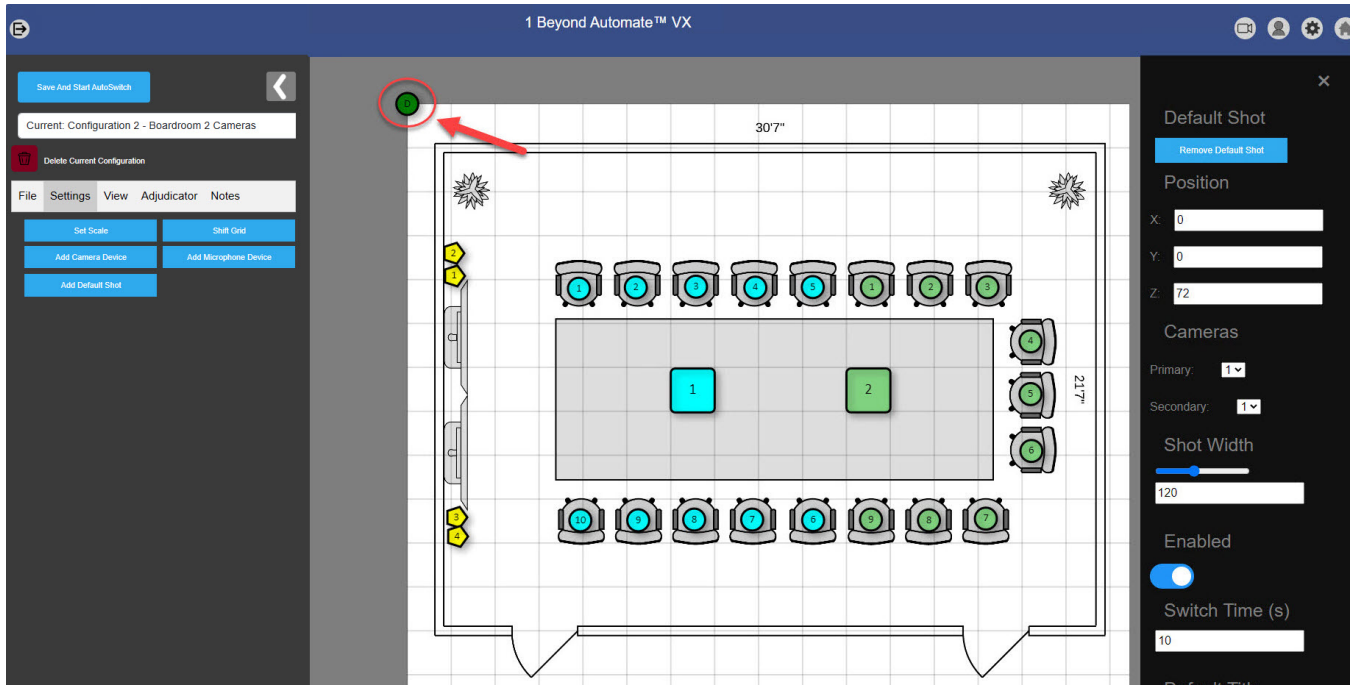 1 Beyond Automate™ VX
Save And Start AutoSwitch
Current: Configuration 2 - Boardroom 2 Cameras
Delete Current Configuration
File Settings View Adjudicator Notes
Set Scale Shift Grid
Add Camera Device Add Microphone Device
Add Default Shot
D
30'7"
2
1
1 2 3 4 5 1 2 3
4
5
6
1 2
21'7"
3
4
10 9 8 7 6 9 8 7
×
Default Shot
Remove Default Shot
Position
X: 0
Y: 0
Z: 72
Cameras
Primary: 1
Secondary: 1
Shot Width
120
Enabled
Switch Time (s)
10
Default Title